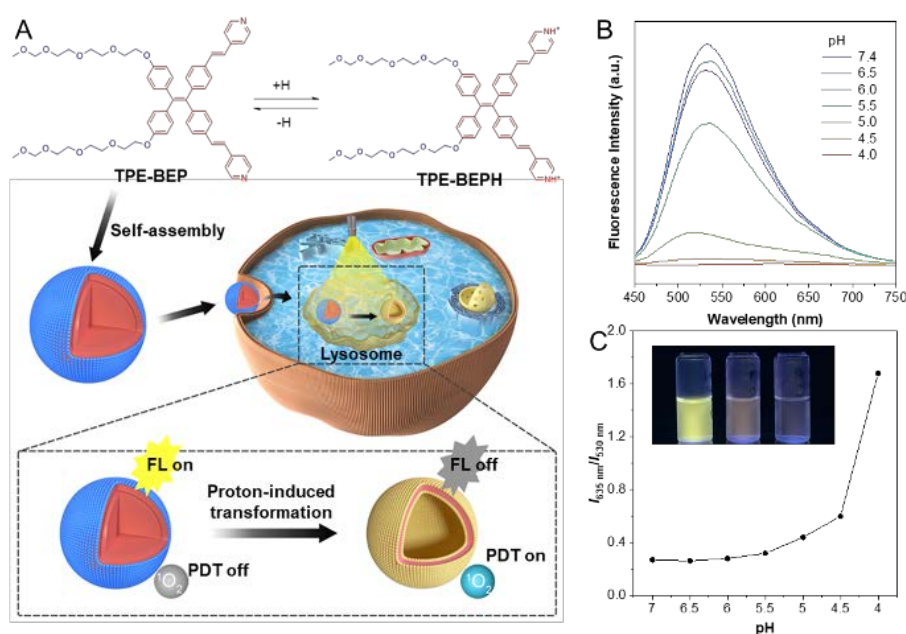 A
N
NH⁺
O
O
O
O
O
O
O
O
O
O
+H
-H
O
O
O
O
O
O
O
O
O
O
N
NH⁺
TPE-BEP
TPE-BEPH
Self-assembly
Lysosome
FL on
FL off
Proton-induced
transformation
PDT off
PDT on
¹O₂
¹O₂
B
Fluorescence Intensity (a.u.)
pH
7.4
6.5
6.0
5.5
5.0
4.5
4.0
450
500
550
600
650
700
750
Wavelength (nm)
C
I635 nm/I530 nm
2.0
1.6
1.2
0.8
0.4
0.0
7
6.5
6
5.5
5
4.5
4
pH